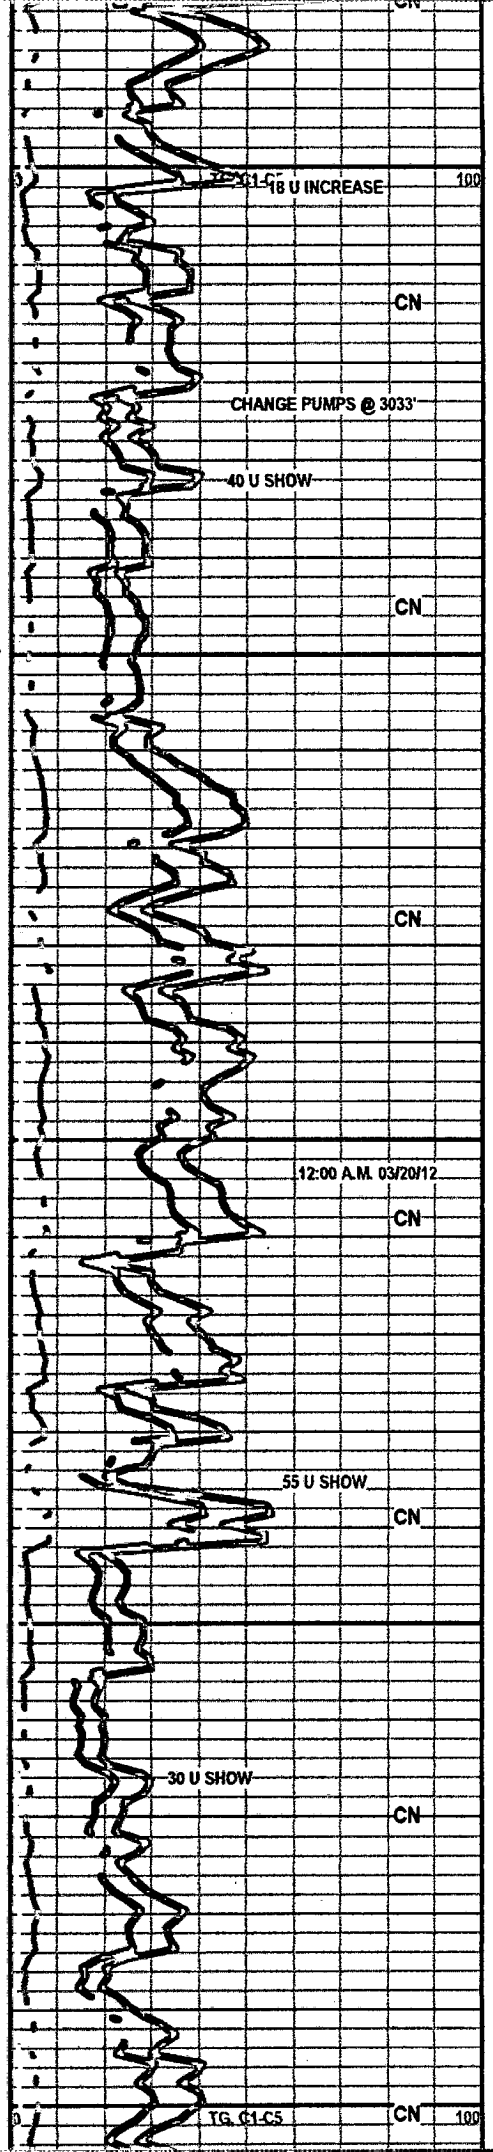 CN
18 U INCREASE
100
CN
CHANGE PUMPS @ 3033'
40 U SHOW
CN
CN
12:00 A.M. 03/20/12
CN
55 U SHOW
CN
30 U SHOW
CN
0 TG, C1-C5 CN 100